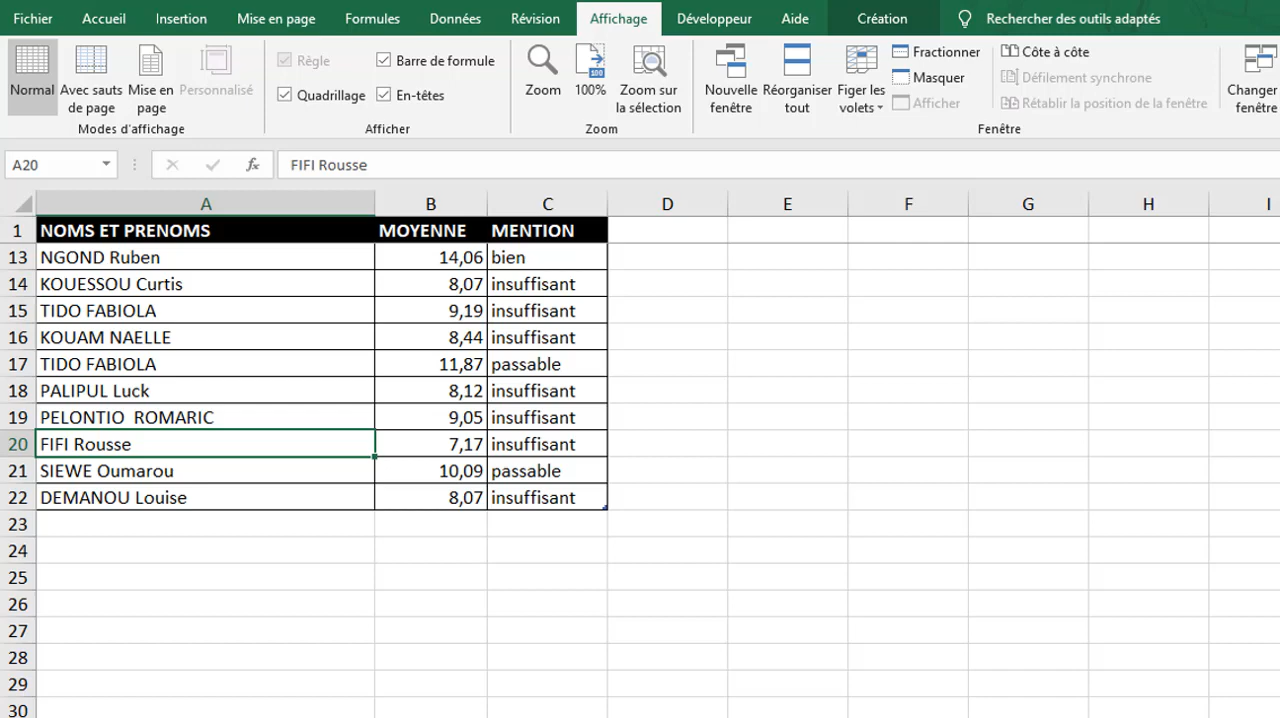 Fichier Accueil Insertion Mise en page Formules Données Révision Affichage Développeur Aide Création Rechercher des outils adaptés
Normal
Avec sauts de page
Mise en page
Personnalisé
Modes d'affichage
Règle
Barre de formule
Quadrillage
En-têtes
Afficher
Zoom
100
100%
Zoom sur la sélection
Zoom
Nouvelle fenêtre
Réorganiser tout
Figer les volets
Fractionner
Masquer
Afficher
Côte à côte
Défilement synchrone
Rétablir la position de la fenêtre
Changer fenêtre
Fenêtre
A20 fx FIFI Rousse
A B C D E F G H I
1 NOMS ET PRENOMS MOYENNE MENTION
13 NGOND Ruben 14,06 bien
14 KOUESSOU Curtis 8,07 insuffisant
15 TIDO FABIOLA 9,19 insuffisant
16 KOUAM NAELLE 8,44 insuffisant
17 TIDO FABIOLA 11,87 passable
18 PALIPUL Luck 8,12 insuffisant
19 PELONTIO  ROMARIC 9,05 insuffisant
20 FIFI Rousse 7,17 insuffisant
21 SIEWE Oumarou 10,09 passable
22 DEMANOU Louise 8,07 insuffisant
23
24
25
26
27
28
29
30